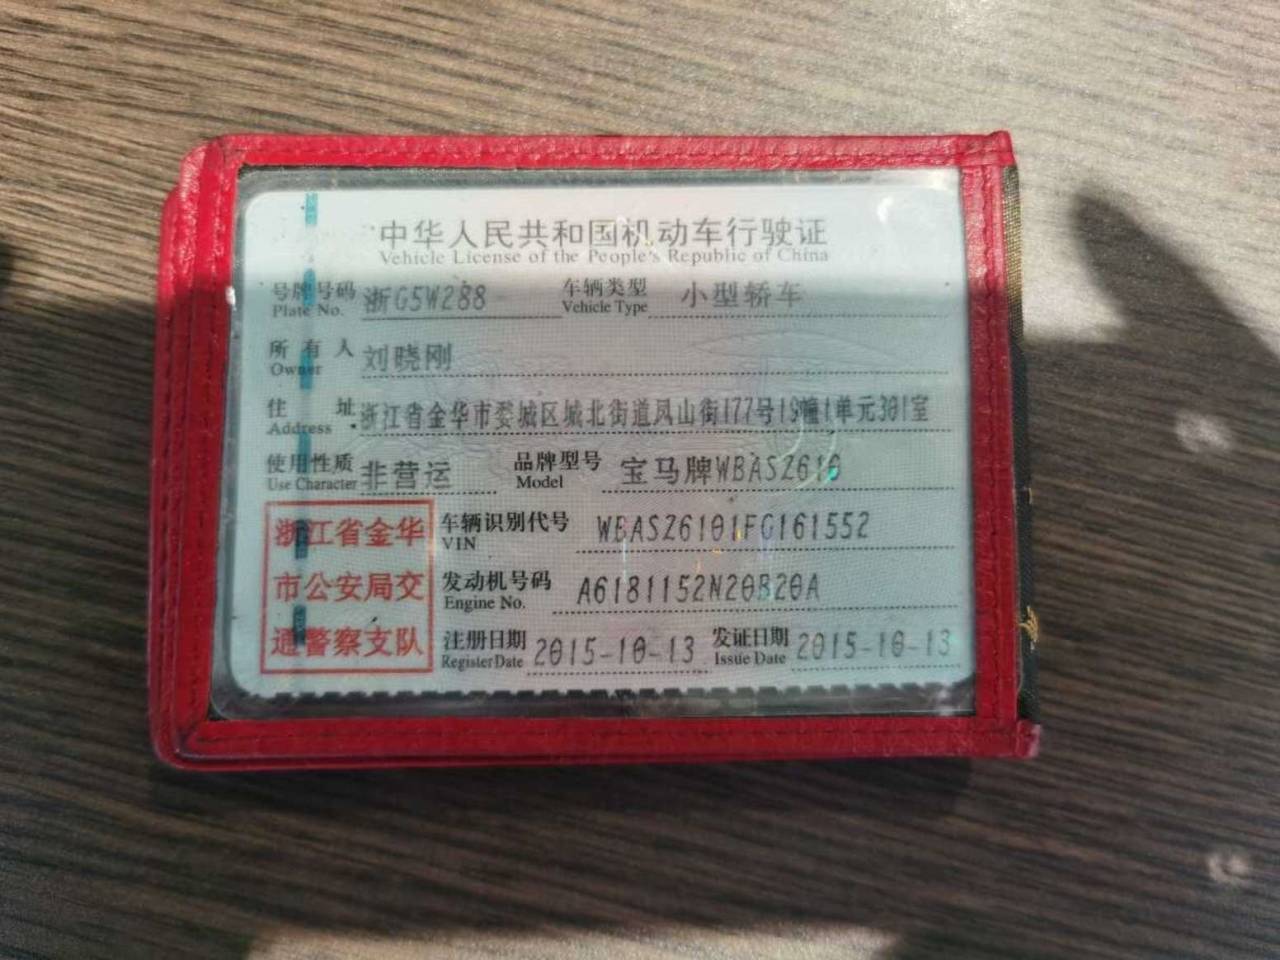 中华人民共和国机动车行驶证
Vehicle License of the People's Republic of China
号牌号码 浙G5W288 车辆类型 小型轿车
Plate No. Vehicle Type
所有人 刘晓刚
Owner
住址 浙江省金华市婺城区城北街道凤山街177号19幢1单元301室
Address
使用性质 非营运 品牌型号 宝马牌WBASZ610
Use Character Model
浙江省金华 车辆识别代号 WBASZ6101FG161552
VIN
市公安局交 发动机号码 A6181152N20B20A
Engine No.
通警察支队 注册日期 2015-10-13 发证日期 2015-10-13
Register Date Issue Date